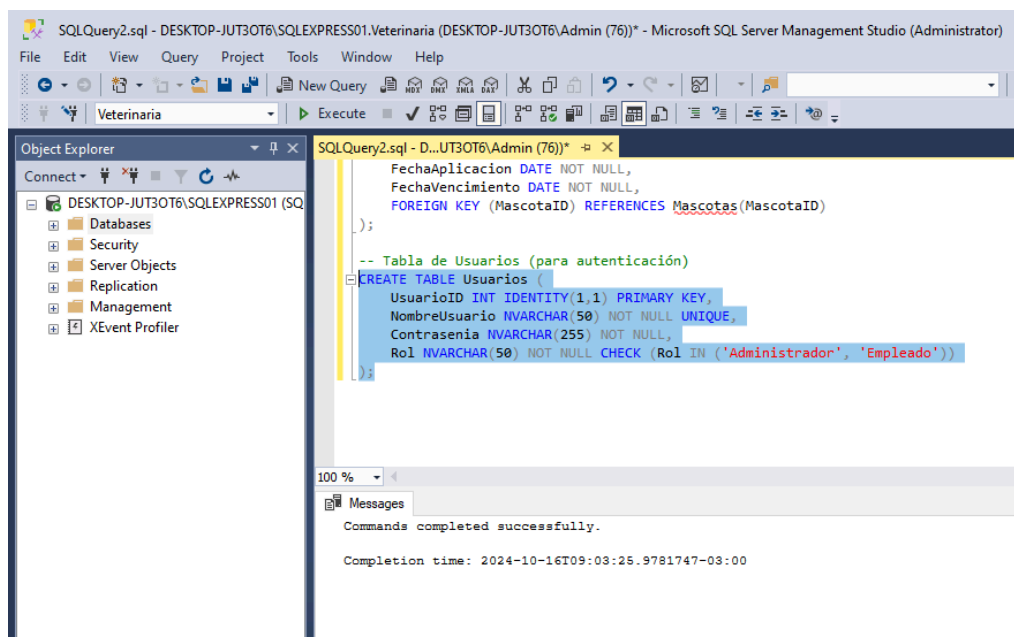 SQLQuery2.sql - DESKTOP-JUT3OT6\SQLEXPRESS01.Veterinaria (DESKTOP-JUT3OT6\Admin (76))* - Microsoft SQL Server Management Studio (Administrator)
File Edit View Query Project Tools Window Help
New Query MDX DMX XMLA DAX
Veterinaria Execute
Object Explorer
Connect
DESKTOP-JUT3OT6\SQLEXPRESS01 (SQ
Databases
Security
Server Objects
Replication
Management
XEvent Profiler
SQLQuery2.sql - D...UT3OT6\Admin (76))*
FechaAplicacion DATE NOT NULL,
FechaVencimiento DATE NOT NULL,
FOREIGN KEY (MascotaID) REFERENCES Mascotas(MascotaID)
);
-- Tabla de Usuarios (para autenticación)
CREATE TABLE Usuarios (
UsuarioID INT IDENTITY(1,1) PRIMARY KEY,
NombreUsuario NVARCHAR(50) NOT NULL UNIQUE,
Contrasenia NVARCHAR(255) NOT NULL,
Rol NVARCHAR(50) NOT NULL CHECK (Rol IN ('Administrador', 'Empleado'))
);
100 %
Messages
Commands completed successfully.
Completion time: 2024-10-16T09:03:25.9781747-03:00